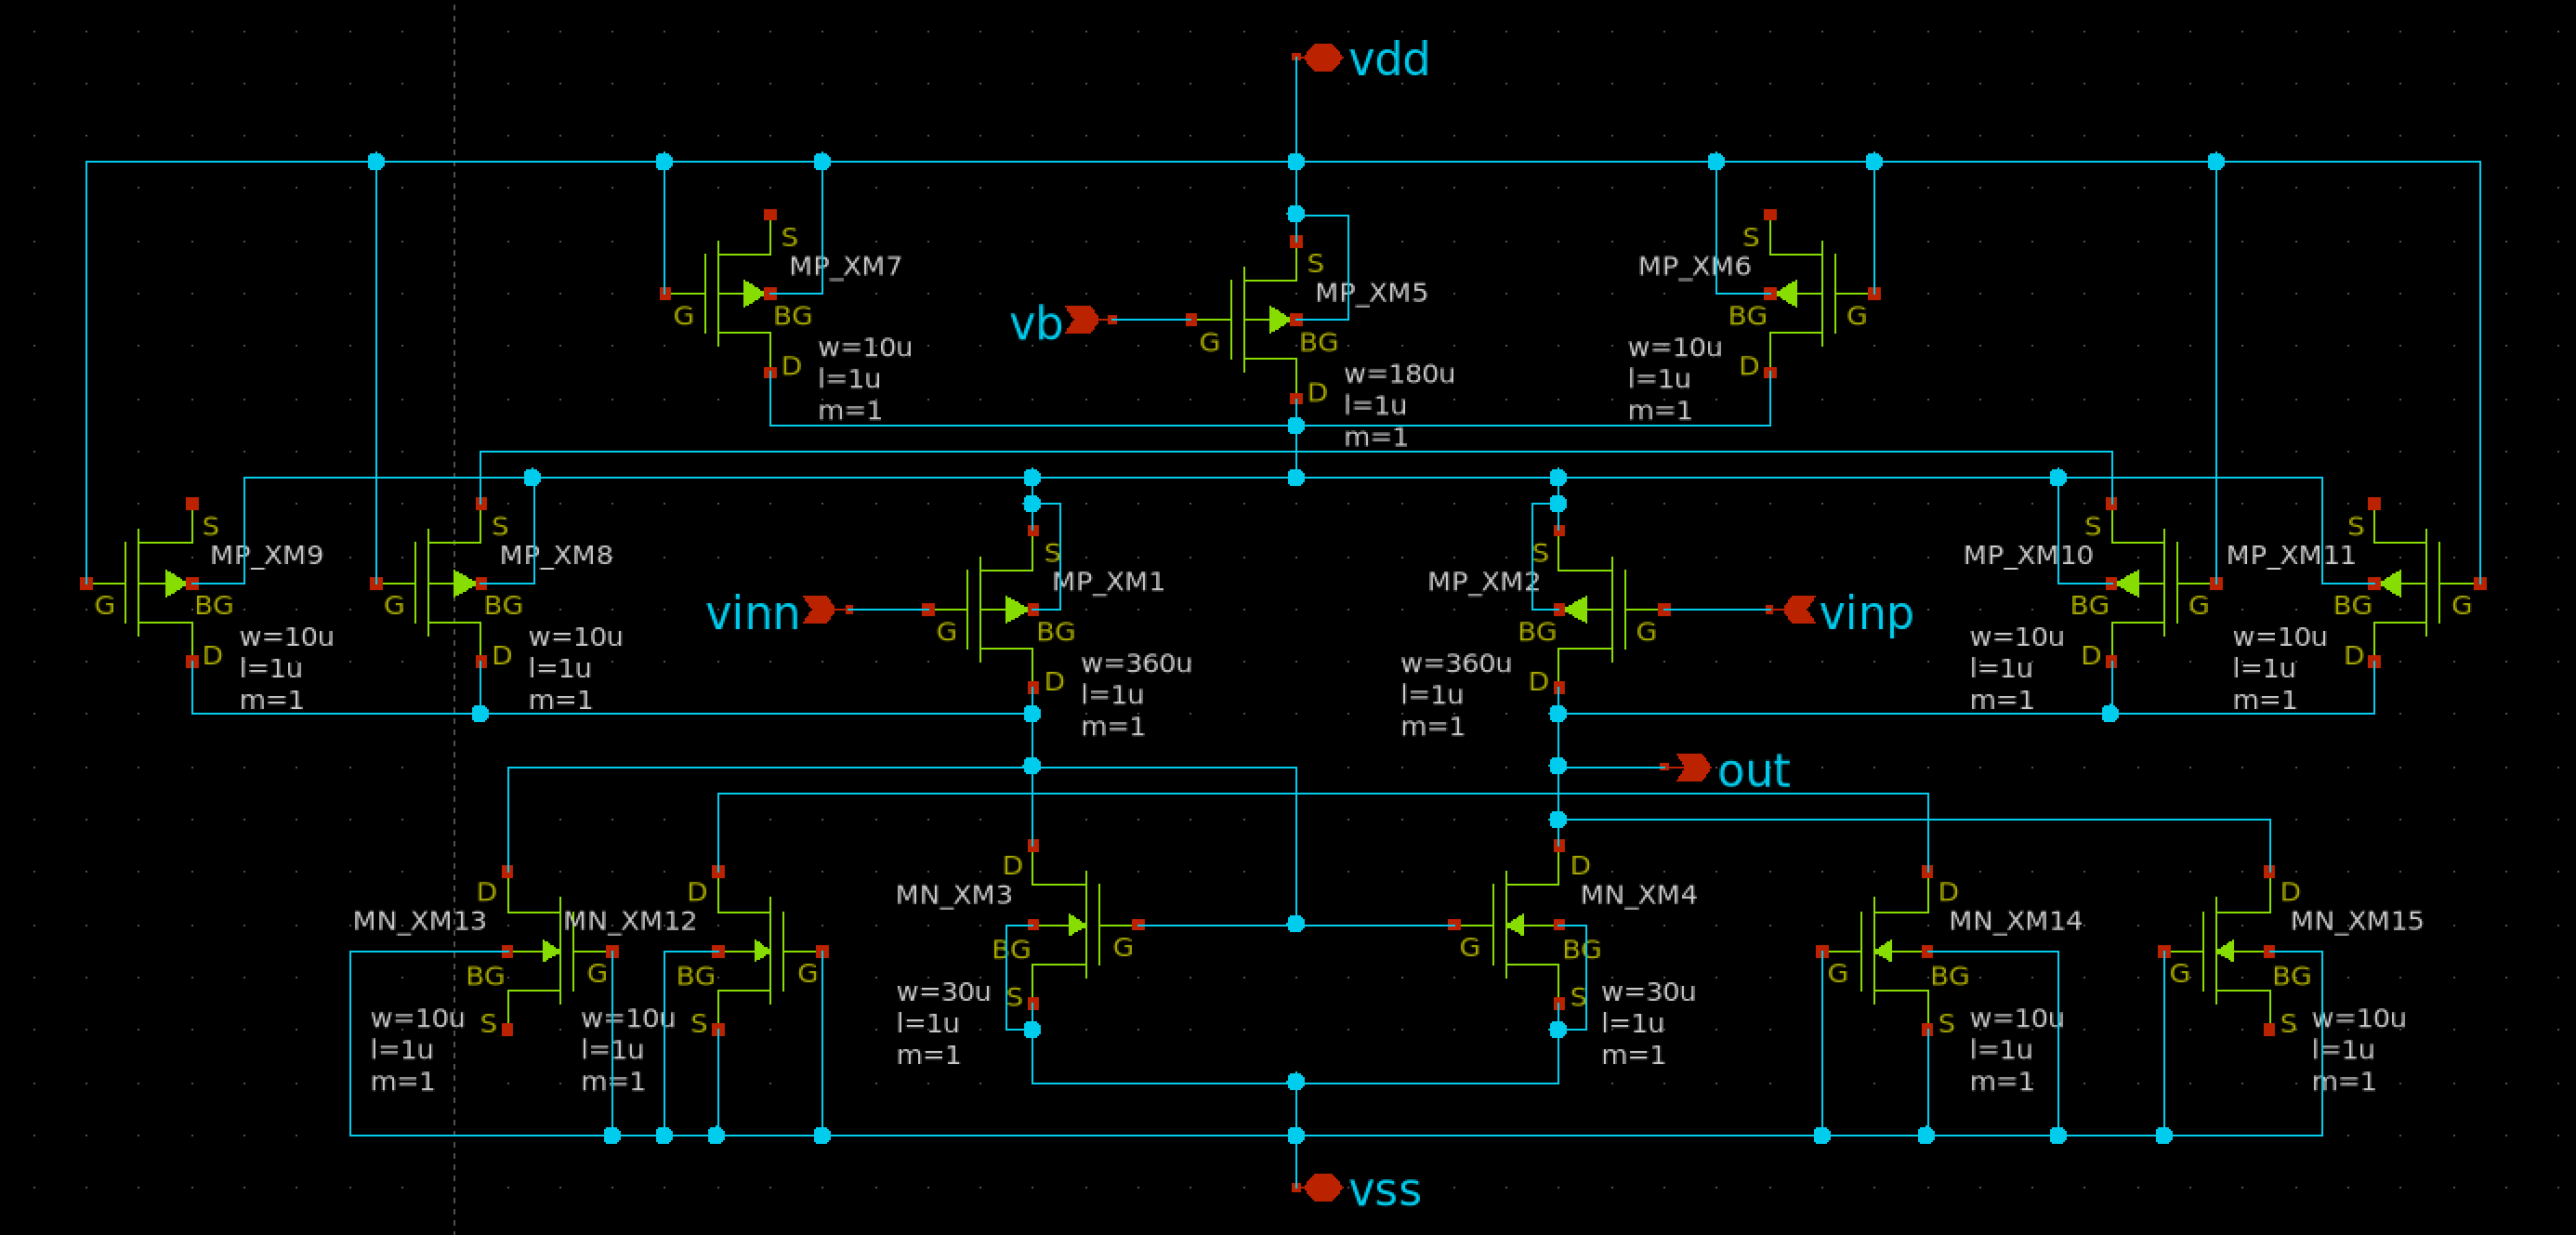 vdd
S
MP_XM7
G
BG
D
w=10u
l=1u
m=1
S
MP_XM5
vb
G
BG
D
w=180u
l=1u
m=1
S
MP_XM6
BG
G
D
w=10u
l=1u
m=1
S
MP_XM9
G
BG
D
w=10u
l=1u
m=1
S
MP_XM8
G
BG
D
w=10u
l=1u
m=1
S
MP_XM1
vinn
G
BG
D
w=360u
l=1u
m=1
S
MP_XM2
vinp
BG
G
D
w=360u
l=1u
m=1
S
MP_XM10
BG
G
D
w=10u
l=1u
m=1
S
MP_XM11
BG
G
D
w=10u
l=1u
m=1
out
D
MN_XM13
BG
G
S
w=10u
l=1u
m=1
D
MN_XM12
BG
G
S
w=10u
l=1u
m=1
D
MN_XM3
BG
G
S
w=30u
l=1u
m=1
D
MN_XM4
G
BG
S
w=30u
l=1u
m=1
D
MN_XM14
G
BG
S
w=10u
l=1u
m=1
D
MN_XM15
G
BG
S
w=10u
l=1u
m=1
vss